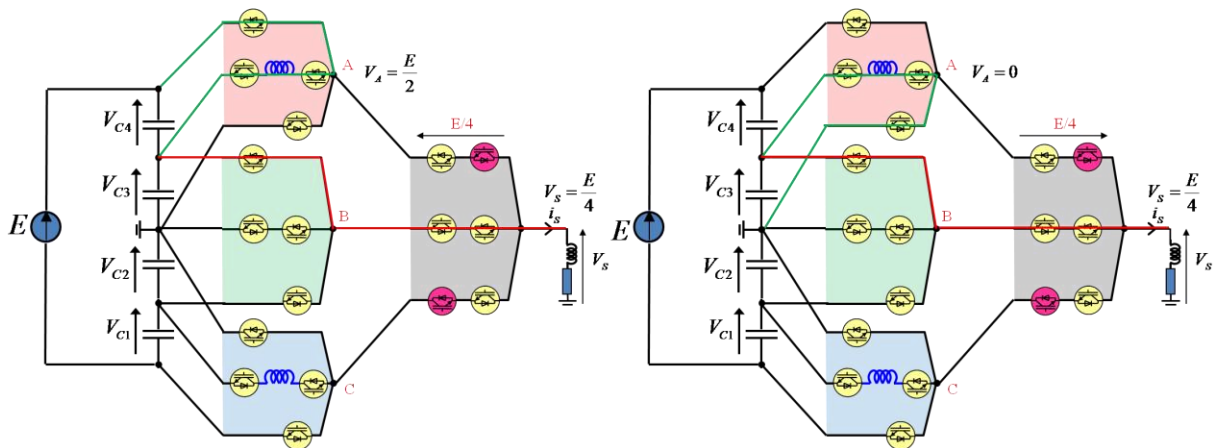 A
V_A = E/2
V_C4
E/4
V_C3
V_S = E/4
B
i_S
E
V_C2
V_S
V_C1
C
A
V_A = 0
V_C4
E/4
V_C3
V_S = E/4
B
i_S
E
V_C2
V_S
V_C1
C